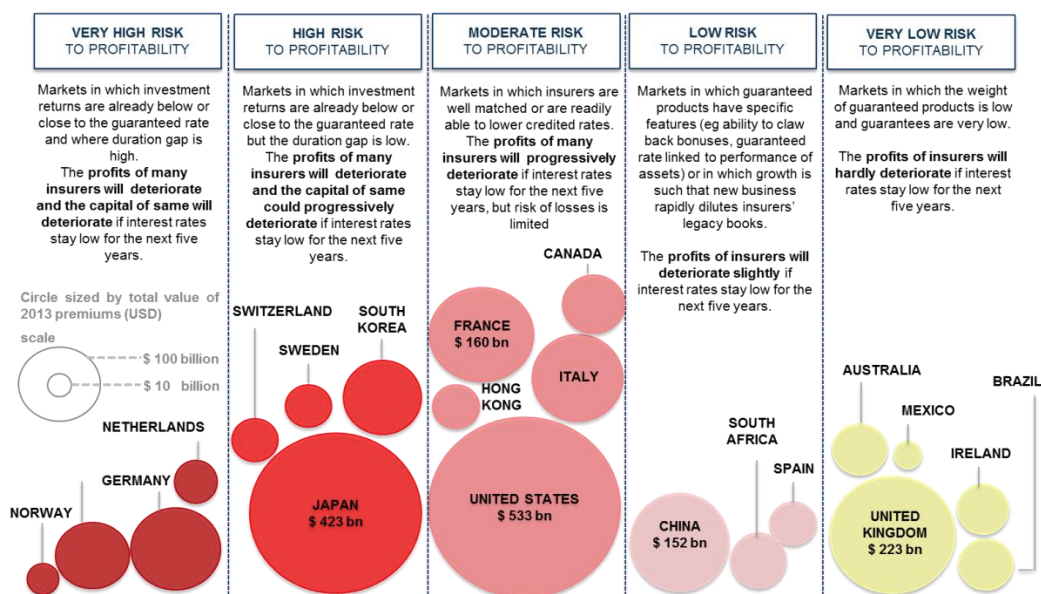 VERY HIGH RISK
TO PROFITABILITY
Markets in which investment
returns are already below or
close to the guaranteed rate
and where duration gap is
high.
The profits of many
insurers will deteriorate
and the capital of same will
deteriorate if interest rates
stay low for the next five
years.
Circle sized by total value of
2013 premiums (USD)
scale
$ 100 billion
$ 10 billion
NETHERLANDS
GERMANY
NORWAY
HIGH RISK
TO PROFITABILITY
Markets in which investment
returns are already below or
close to the guaranteed rate
but the duration gap is low.
The profits of many
insurers will deteriorate
and the capital of same
could progressively
deteriorate if interest rates
stay low for the next five
years.
SWITZERLAND
SOUTH
KOREA
SWEDEN
JAPAN
$ 423 bn
MODERATE RISK
TO PROFITABILITY
Markets in which insurers are
well matched or are readily
able to lower credited rates.
The profits of many
insurers will progressively
deteriorate if interest rates
stay low for the next five
years, but risk of losses is
limited
CANADA
FRANCE
$ 160 bn
ITALY
HONG
KONG
UNITED STATES
$ 533 bn
LOW RISK
TO PROFITABILITY
Markets in which guaranteed
products have specific
features (eg ability to claw
back bonuses, guaranteed
rate linked to performance of
assets) or in which growth is
such that new business
rapidly dilutes insurers'
legacy books.
The profits of insurers will
deteriorate slightly if
interest rates stay low for the
next five years.
SOUTH
AFRICA
SPAIN
CHINA
$ 152 bn
VERY LOW RISK
TO PROFITABILITY
Markets in which the weight
of guaranteed products is low
and guarantees are very low.
The profits of insurers will
hardly deteriorate if interest
rates stay low for the next
five years.
AUSTRALIA
BRAZIL
MEXICO
IRELAND
UNITED
KINGDOM
$ 223 bn